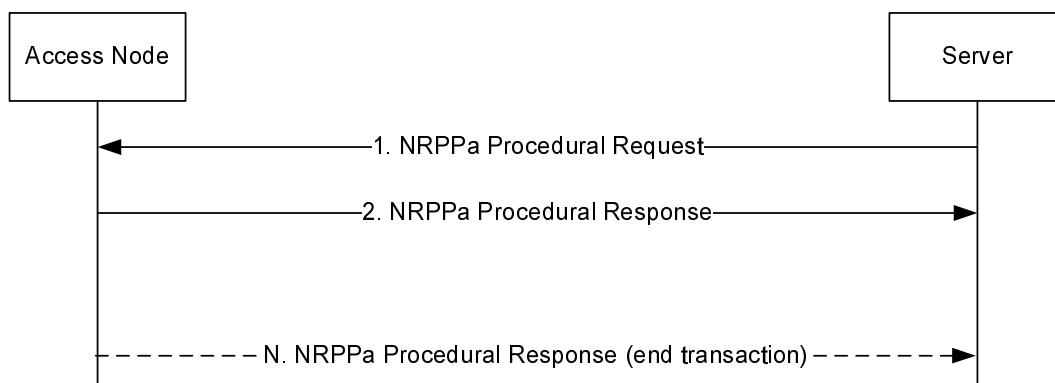 Access Node
Server
1. NRPPa Procedural Request
2. NRPPa Procedural Response
N. NRPPa Procedural Response (end transaction)